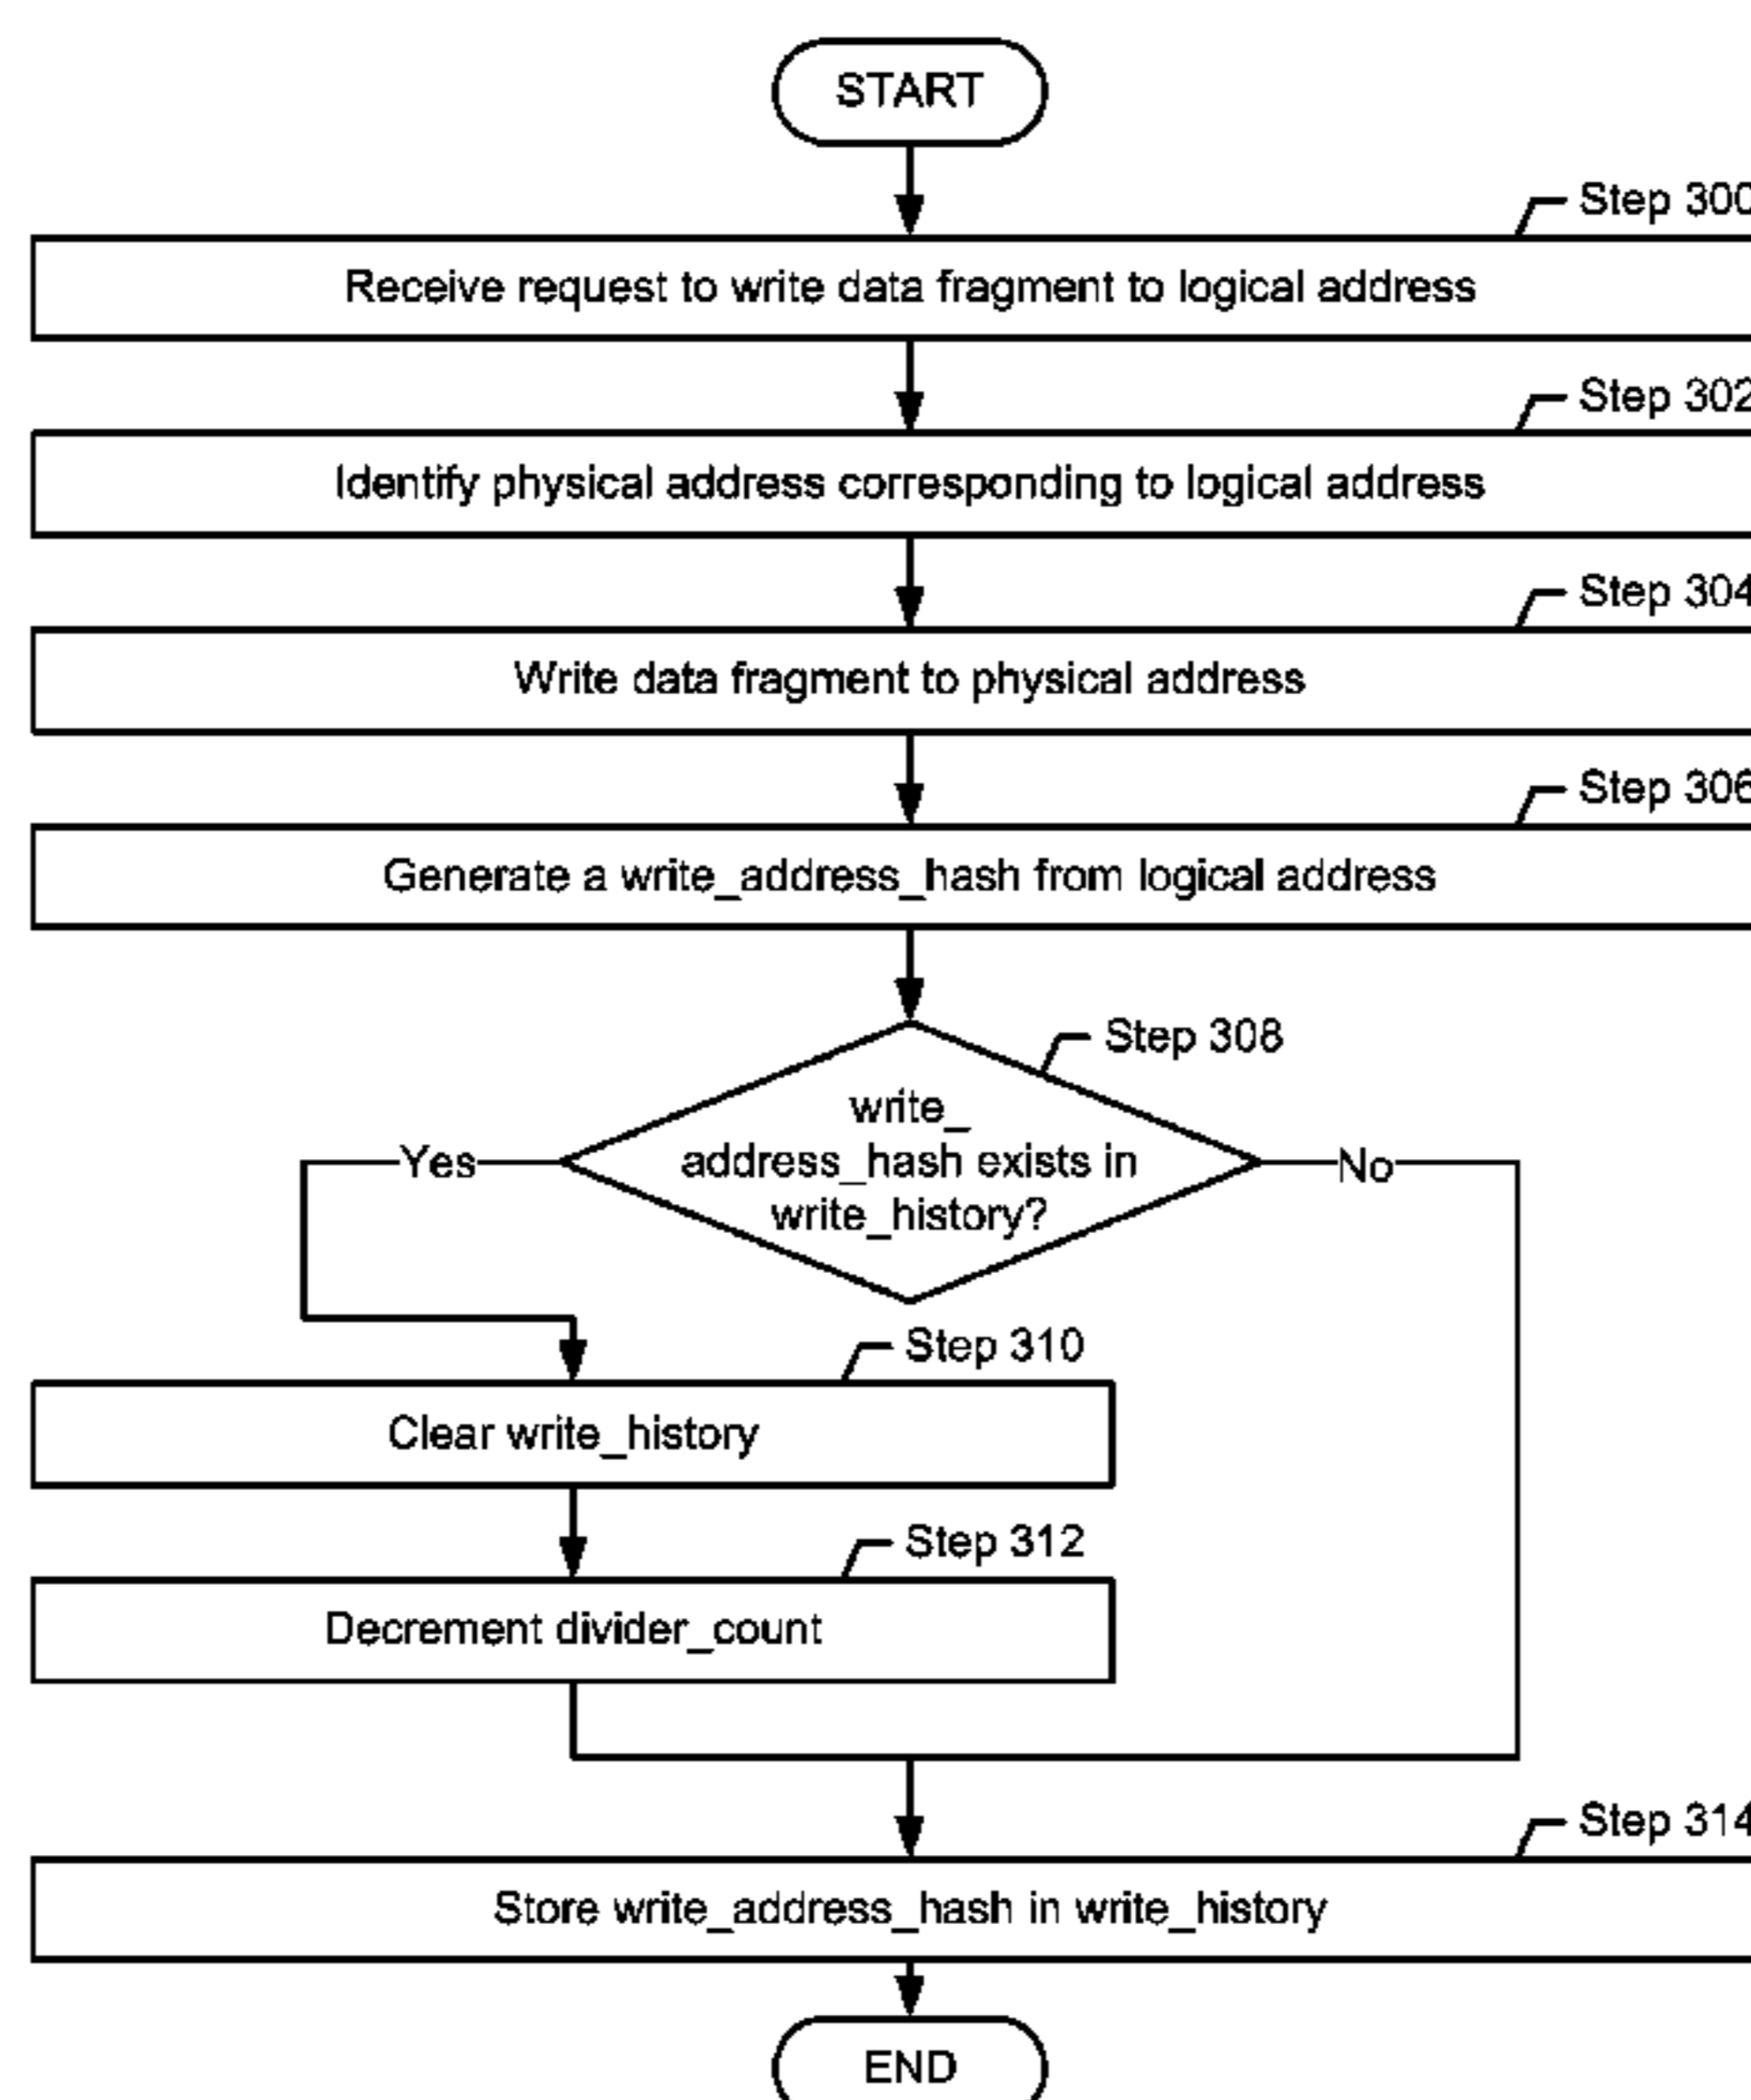 START
Step 300
Receive request to write data fragment to logical address
Step 302
Identify physical address corresponding to logical address
Step 304
Write data fragment to physical address
Step 306
Generate a write_address_hash from logical address
Step 308
write_
address_hash exists in
write_history?
Yes
No
Step 310
Clear write_history
Step 312
Decrement divider_count
Step 314
Store write_address_hash in write_history
END